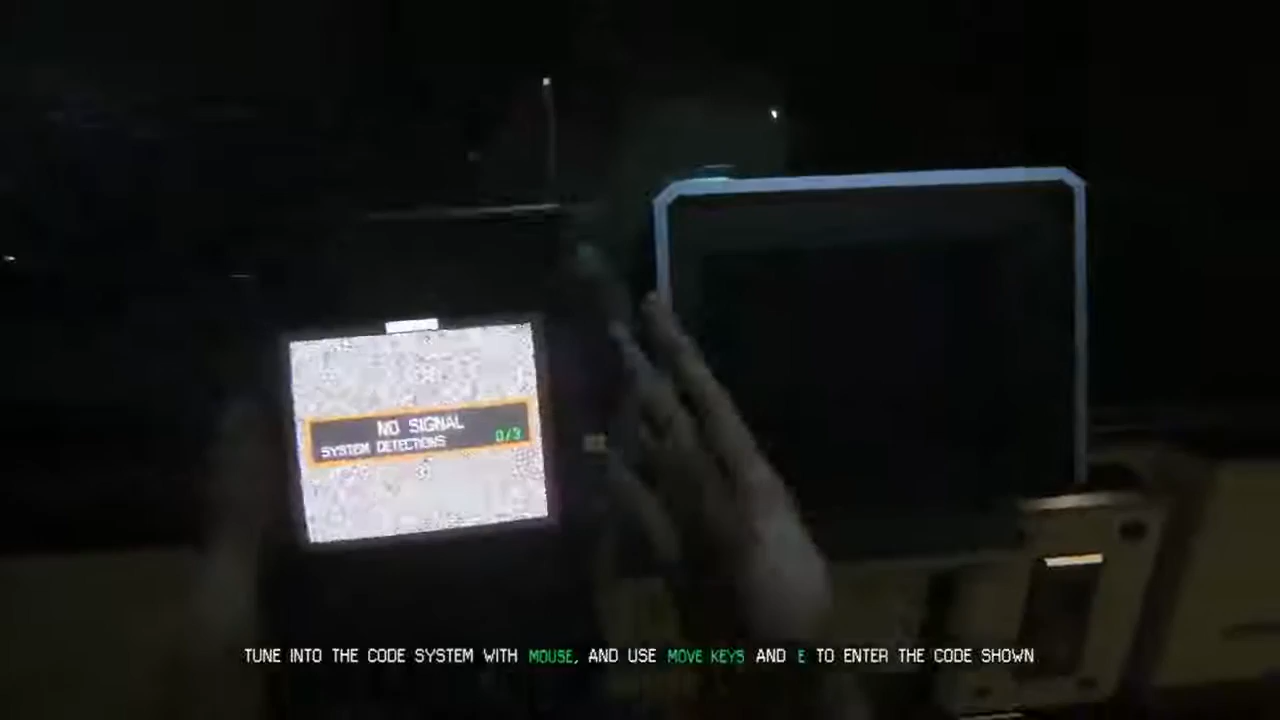 NO SIGNAL
SYSTEM DETECTIONS 0/3
TUNE INTO THE CODE SYSTEM WITH MOUSE, AND USE MOVE KEYS AND E TO ENTER THE CODE SHOWN